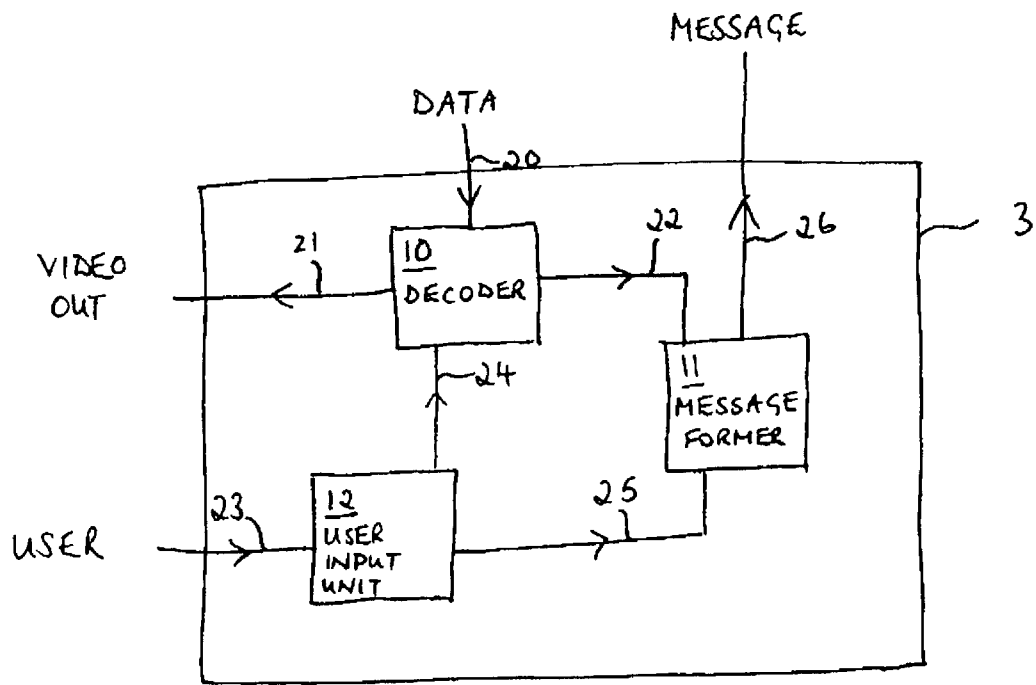 MESSAGE
DATA
20
3
22
26
21
10
DECODER
VIDEO
OUT
24
11
MESSAGE
FORMER
25
23
12
USER
INPUT
UNIT
USER